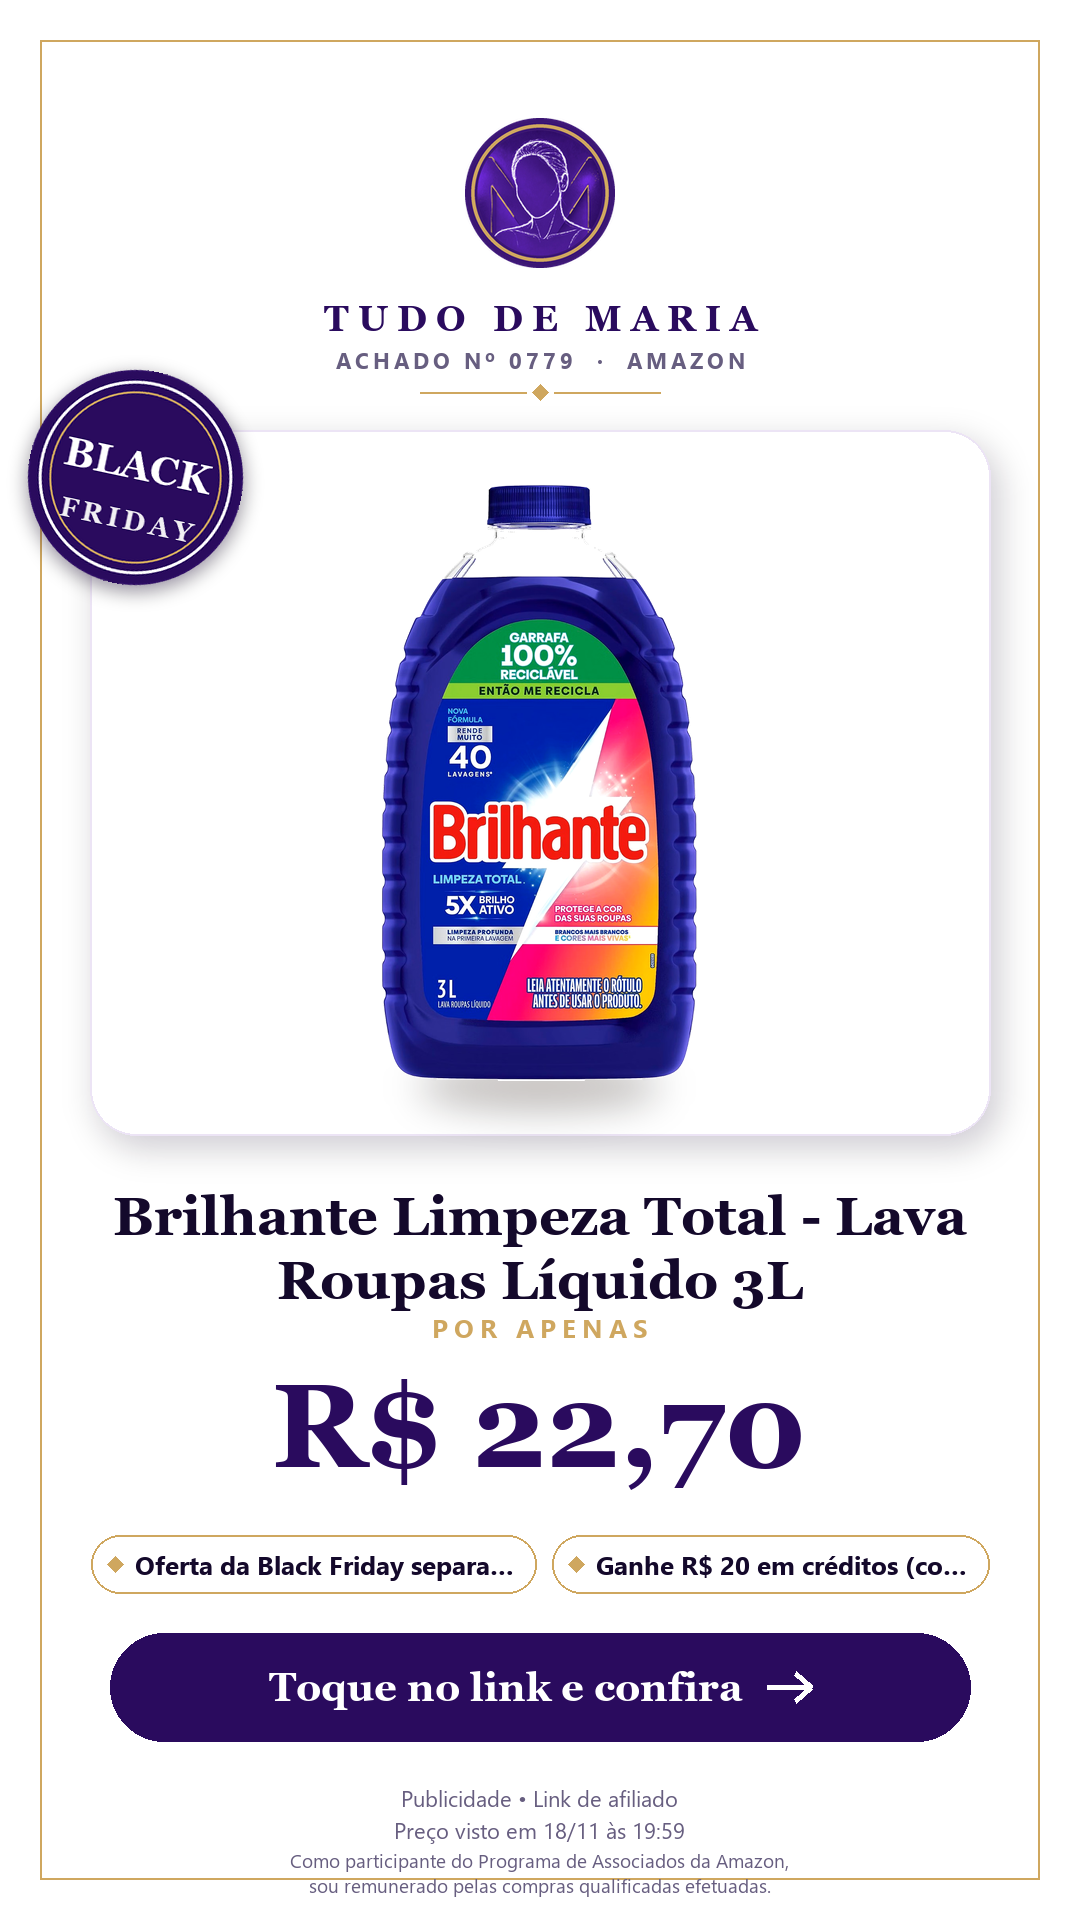 TUDO DE MARIA
ACHADO Nº 0779 · AMAZON
BLACK
FRIDAY
GARRAFA
100%
RECICLÁVEL
ENTÃO ME RECICLA
NOVA
FÓRMULA
RENDE
MUITO
40
LAVAGENS*
Brilhante
LIMPEZA TOTAL
5X BRILHO
ATIVO
PROTEGE A COR
DAS SUAS ROUPAS
LIMPEZA PROFUNDA
NA PRIMEIRA LAVAGEM
BRANCOS MAIS BRANCOS
E CORES MAIS VIVAS*
3L
LAVA ROUPAS LÍQUIDO
LEIA ATENTAMENTE O RÓTULO
ANTES DE USAR O PRODUTO.
Brilhante Limpeza Total - Lava
Roupas Líquido 3L
POR APENAS
R$ 22,70
Oferta da Black Friday separa...
Ganhe R$ 20 em créditos (co...
Toque no link e confira →
Publicidade • Link de afiliado
Preço visto em 18/11 às 19:59
Como participante do Programa de Associados da Amazon,
sou remunerado pelas compras qualificadas efetuadas.